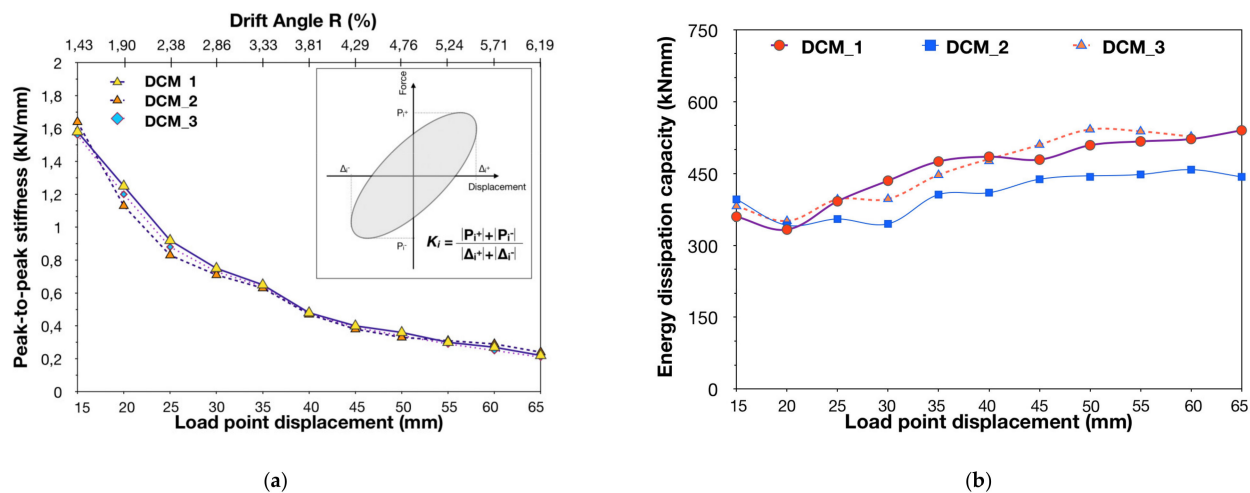 Drift Angle R (%)
1,43 1,90 2,38 2,86 3,33 3,81 4,29 4,76 5,24 5,71 6,19
Peak-to-peak stiffness (kN/mm)
2
1,8
1,6
1,4
1,2
1
0,8
0,6
0,4
0,2
0
DCM 1
DCM_2
DCM_3
Force
Pi+
Δi-
Δi+
Displacement
Pi-
Ki = |Pi+|+|Pi-| / |Δi+|+|Δi-|
15 20 25 30 35 40 45 50 55 60 65
Load point displacement (mm)
(a)
Energy dissipation capacity (kNmm)
750
600
450
300
150
0
DCM_1 DCM_2 DCM_3
15 20 25 30 35 40 45 50 55 60 65
Load point displacement (mm)
(b)